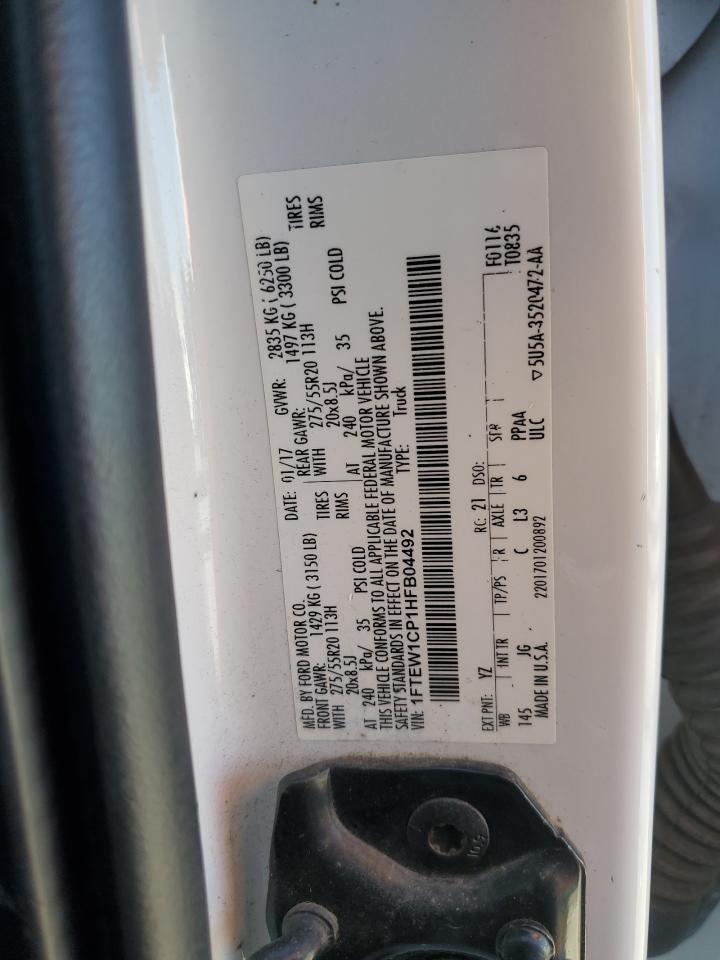 MFD. BY FORD MOTOR CO.
DATE: 01/17 GVWR: 2835 KG ( 6250 LB)
FRONT GAWR: 1429 KG ( 3150 LB) REAR GAWR: 1497 KG ( 3300 LB)
WITH 275/55R20 113H TIRES WITH 275/55R20 113H TIRES
20x8.5J RIMS 20x8.5J RIMS
AT 240 kPa/ 35 PSI COLD AT 240 kPa/ 35 PSI COLD
THIS VEHICLE CONFORMS TO ALL APPLICABLE FEDERAL MOTOR VEHICLE
SAFETY STANDARDS IN EFFECT ON THE DATE OF MANUFACTURE SHOWN ABOVE.
VIN: 1FTEW1CP1HFB04492 TYPE: Truck
EXT PNT: YZ RC: 21 DSO: F0116
WB INT TR TP/PS R AXLE TR SPR T0835
145 JG C L3 6 PPAA
ULC
MADE IN U.S.A. 2201701200892 ▽5U5A-3520472-AA